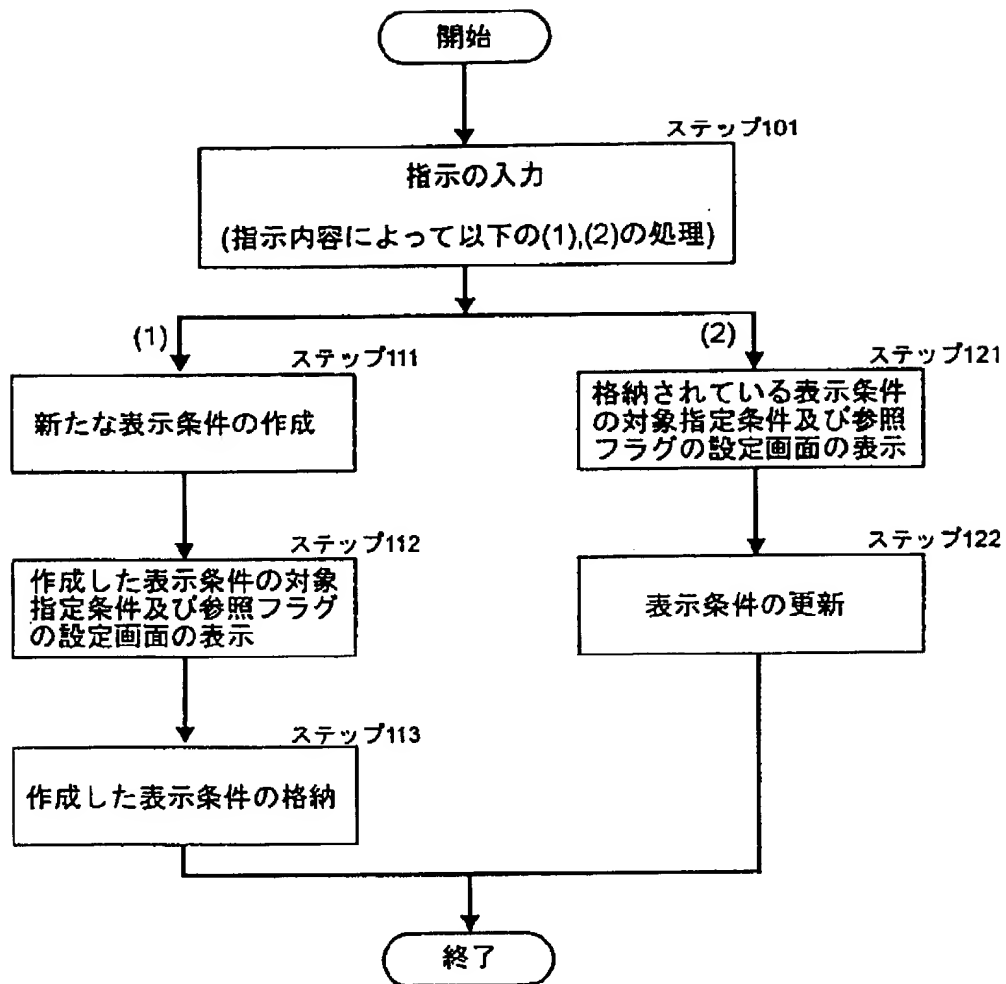 開始
ステップ101
指示の入力
(指示内容によって以下の(1),(2)の処理)
(1)
ステップ111
新たな表示条件の作成
ステップ112
作成した表示条件の対象
指定条件及び参照フラグ
の設定画面の表示
ステップ113
作成した表示条件の格納
(2)
ステップ121
格納されている表示条件
の対象指定条件及び参照
フラグの設定画面の表示
ステップ122
表示条件の更新
終了